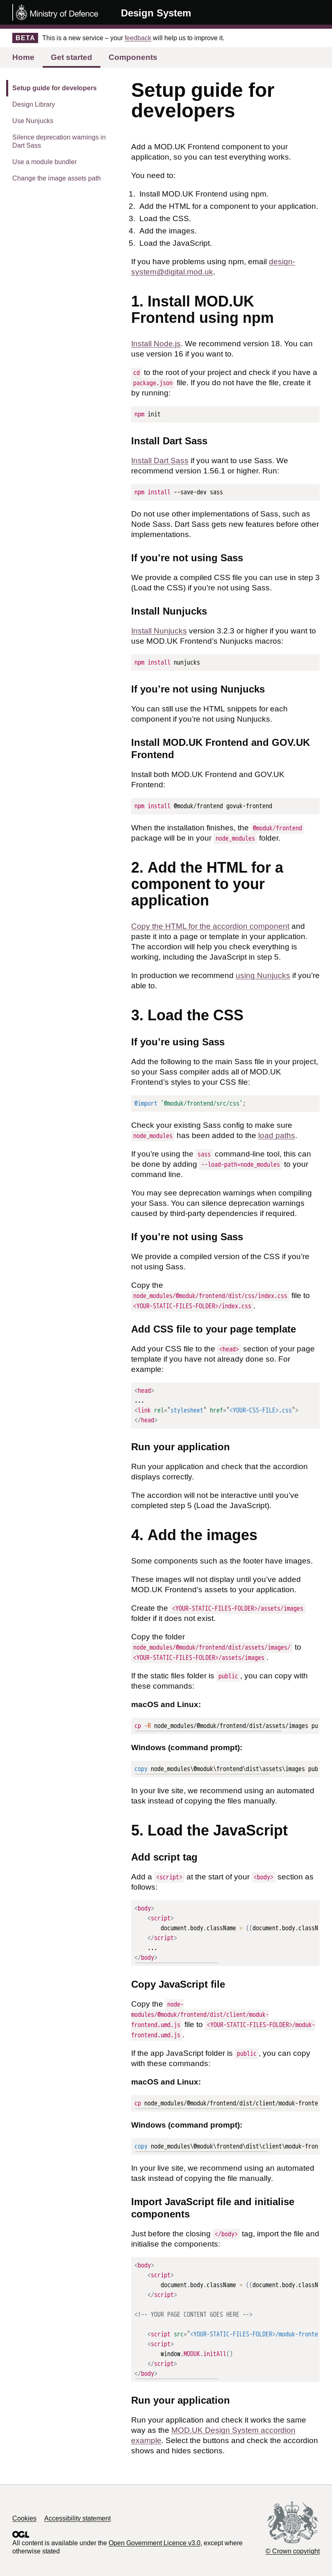 Ministry of Defence
Design System
BETA
This is a new service – your feedback will help us to improve it.
Home
Get started
Components
Setup guide for developers
Design Library
Use Nunjucks
Silence deprecation warnings in
Dart Sass
Use a module bundler
Change the image assets path
Setup guide for
developers
Add a MOD.UK Frontend component to your
application, so you can test everything works.
You need to:
1. Install MOD.UK Frontend using npm.
2. Add the HTML for a component to your application.
3. Load the CSS.
4. Add the images.
5. Load the JavaScript.
If you have problems using npm, email design-
system@digital.mod.uk.
1. Install MOD.UK
Frontend using npm
Install Node.js. We recommend version 18. You can
use version 16 if you want to.
cd to the root of your project and check if you have a
package.json file. If you do not have the file, create it
by running:
npm init
Install Dart Sass
Install Dart Sass if you want to use Sass. We
recommend version 1.56.1 or higher. Run:
npm install --save-dev sass
Do not use other implementations of Sass, such as
Node Sass. Dart Sass gets new features before other
implementations.
If you’re not using Sass
We provide a compiled CSS file you can use in step 3
(Load the CSS) if you’re not using Sass.
Install Nunjucks
Install Nunjucks version 3.2.3 or higher if you want to
use MOD.UK Frontend’s Nunjucks macros:
npm install nunjucks
If you’re not using Nunjucks
You can still use the HTML snippets for each
component if you’re not using Nunjucks.
Install MOD.UK Frontend and GOV.UK
Frontend
Install both MOD.UK Frontend and GOV.UK
Frontend:
npm install @moduk/frontend govuk-frontend
When the installation finishes, the @moduk/frontend
package will be in your node_modules folder.
2. Add the HTML for a
component to your
application
Copy the HTML for the accordion component and
paste it into a page or template in your application.
The accordion will help you check everything is
working, including the JavaScript in step 5.
In production we recommend using Nunjucks if you’re
able to.
3. Load the CSS
If you’re using Sass
Add the following to the main Sass file in your project,
so your Sass compiler adds all of MOD.UK
Frontend’s styles to your CSS file:
@import '@moduk/frontend/src/css';
Check your existing Sass config to make sure
node_modules has been added to the load paths.
If you’re using the sass command-line tool, this can
be done by adding --load-path=node_modules to your
command line.
You may see deprecation warnings when compiling
your Sass. You can silence deprecation warnings
caused by third-party dependencies if required.
If you’re not using Sass
We provide a compiled version of the CSS if you’re
not using Sass.
Copy the
node_modules/@moduk/frontend/dist/css/index.css file to
<YOUR-STATIC-FILES-FOLDER>/index.css.
Add CSS file to your page template
Add your CSS file to the <head> section of your page
template if you have not already done so. For
example:
<head>
...
<link rel="stylesheet" href="<YOUR-CSS-FILE>.css">
</head>
Run your application
Run your application and check that the accordion
displays correctly.
The accordion will not be interactive until you’ve
completed step 5 (Load the JavaScript).
4. Add the images
Some components such as the footer have images.
These images will not display until you’ve added
MOD.UK Frontend’s assets to your application.
Create the <YOUR-STATIC-FILES-FOLDER>/assets/images
folder if it does not exist.
Copy the folder
node_modules/@moduk/frontend/dist/assets/images/ to
<YOUR-STATIC-FILES-FOLDER>/assets/images.
If the static files folder is public, you can copy with
these commands:
macOS and Linux:
cp -R node_modules/@moduk/frontend/dist/assets/images pu
Windows (command prompt):
copy node_modules\@moduk\frontend\dist\assets\images pub
In your live site, we recommend using an automated
task instead of copying the files manually.
5. Load the JavaScript
Add script tag
Add a <script> at the start of your <body> section as
follows:
<body>
<script>
document.body.className = ((document.body.classN
</script>
...
</body>
Copy JavaScript file
Copy the node-
modules/@moduk/frontend/dist/client/moduk-
frontend.umd.js file to <YOUR-STATIC-FILES-FOLDER>/moduk-
frontend.umd.js.
If the app JavaScript folder is public, you can copy
with these commands:
macOS and Linux:
cp node_modules/@moduk/frontend/dist/client/moduk-fronte
Windows (command prompt):
copy node_modules\@moduk\frontend\dist\client\moduk-fron
In your live site, we recommend using an automated
task instead of copying the file manually.
Import JavaScript file and initialise
components
Just before the closing </body> tag, import the file and
initialise the components:
<body>
<script>
document.body.className = ((document.body.classN
</script>
<!-- YOUR PAGE CONTENT GOES HERE -->
<script src="<YOUR-STATIC-FILES-FOLDER>/moduk-fronte
<script>
window.MODUK.initAll()
</script>
</body>
Run your application
Run your application and check it works the same
way as the MOD.UK Design System accordion
example. Select the buttons and check the accordion
shows and hides sections.
Cookies
Accessibility statement
OGL
All content is available under the Open Government Licence v3.0, except where
otherwise stated
© Crown copyright